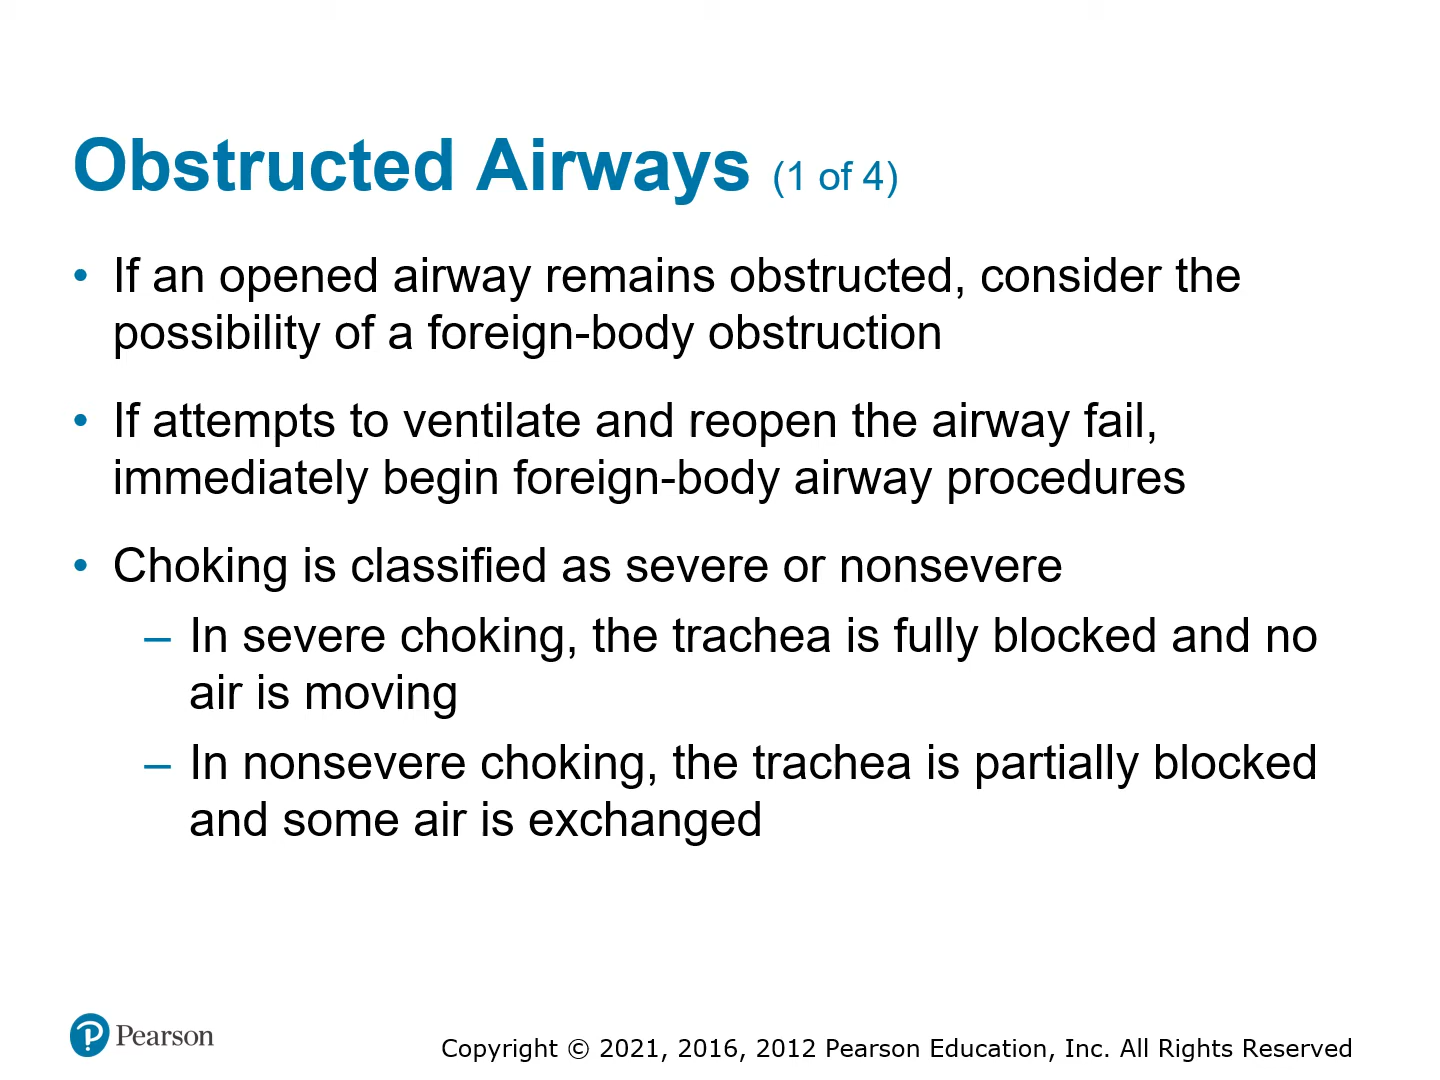 Obstructed Airways (1 of 4)
• If an opened airway remains obstructed, consider the
possibility of a foreign-body obstruction
• If attempts to ventilate and reopen the airway fail,
immediately begin foreign-body airway procedures
• Choking is classified as severe or nonsevere
– In severe choking, the trachea is fully blocked and no
air is moving
– In nonsevere choking, the trachea is partially blocked
and some air is exchanged
Pearson
Copyright © 2021, 2016, 2012 Pearson Education, Inc. All Rights Reserved